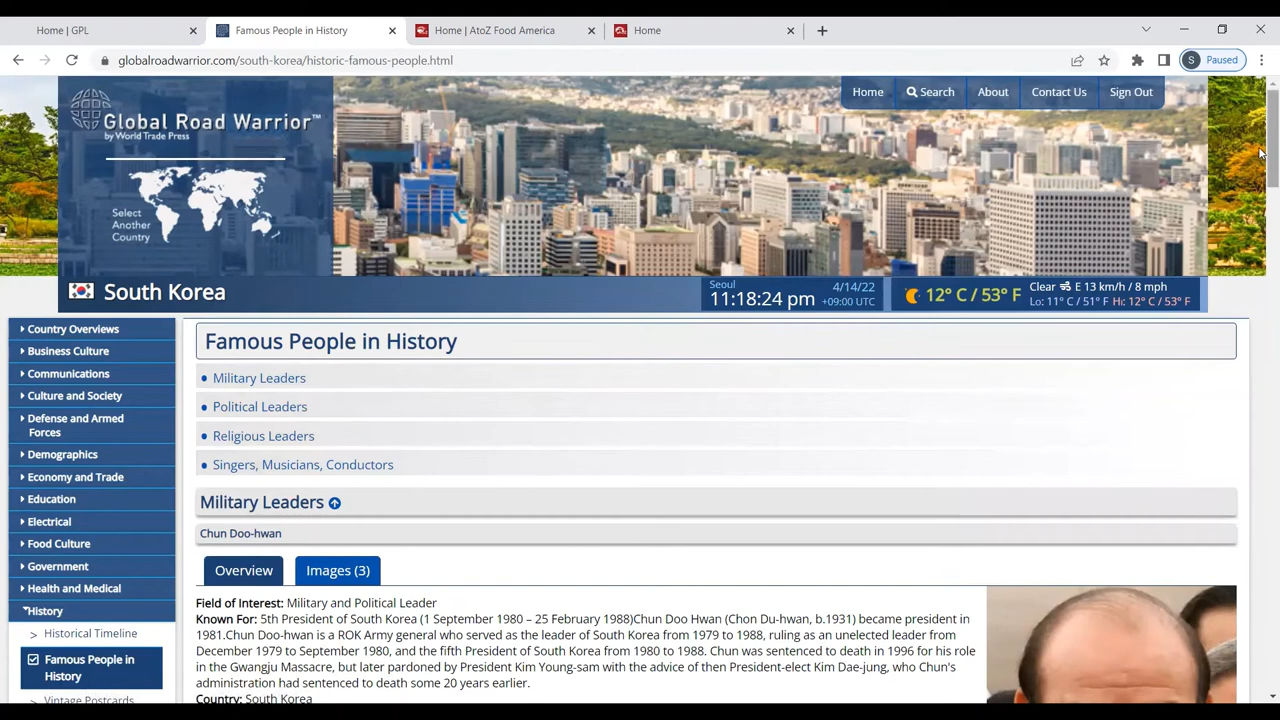 Home | GPL
Famous People in History
Home | AtoZ Food America
Home
globalroadwarrior.com/south-korea/historic-famous-people.html
S Paused
Global Road Warrior™
by World Trade Press
Select
Another
Country
Home
Search
About
Contact Us
Sign Out
South Korea
Seoul 4/14/22
11:18:24 pm +09:00 UTC
12° C / 53° F
Clear E 13 km/h / 8 mph
Lo: 11° C / 51° F Hi: 12° C / 53° F
Country Overviews
Business Culture
Communications
Culture and Society
Defense and Armed
Forces
Demographics
Economy and Trade
Education
Electrical
Food Culture
Government
Health and Medical
History
> Historical Timeline
Famous People in
History
> Vintage Postcards
Famous People in History
• Military Leaders
• Political Leaders
• Religious Leaders
• Singers, Musicians, Conductors
Military Leaders
Chun Doo-hwan
Overview
Images (3)
Field of Interest: Military and Political Leader
Known For: 5th President of South Korea (1 September 1980 – 25 February 1988)Chun Doo Hwan (Chon Du-hwan, b.1931) became president in
1981.Chun Doo-hwan is a ROK Army general who served as the leader of South Korea from 1979 to 1988, ruling as an unelected leader from
December 1979 to September 1980, and the fifth President of South Korea from 1980 to 1988. Chun was sentenced to death in 1996 for his role
in the Gwangju Massacre, but later pardoned by President Kim Young-sam with the advice of then President-elect Kim Dae-jung, who Chun's
administration had sentenced to death some 20 years earlier.
Country: South Korea